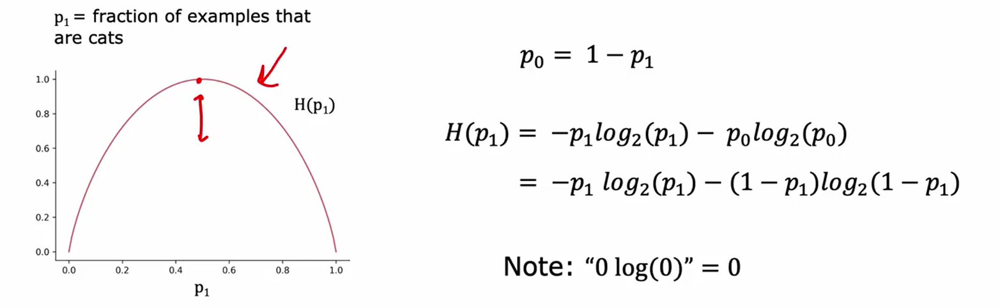 p₁ = fraction of examples that
are cats
1.0
0.8
0.6
0.4
0.2
0.0
H(p₁)
0.0 0.2 0.4 0.6 0.8 1.0
p₁
p₀ = 1 − p₁
H(p₁) = −p₁log₂(p₁) − p₀log₂(p₀)
= −p₁ log₂(p₁) − (1 − p₁)log₂(1 − p₁)
Note: “0 log(0)” = 0